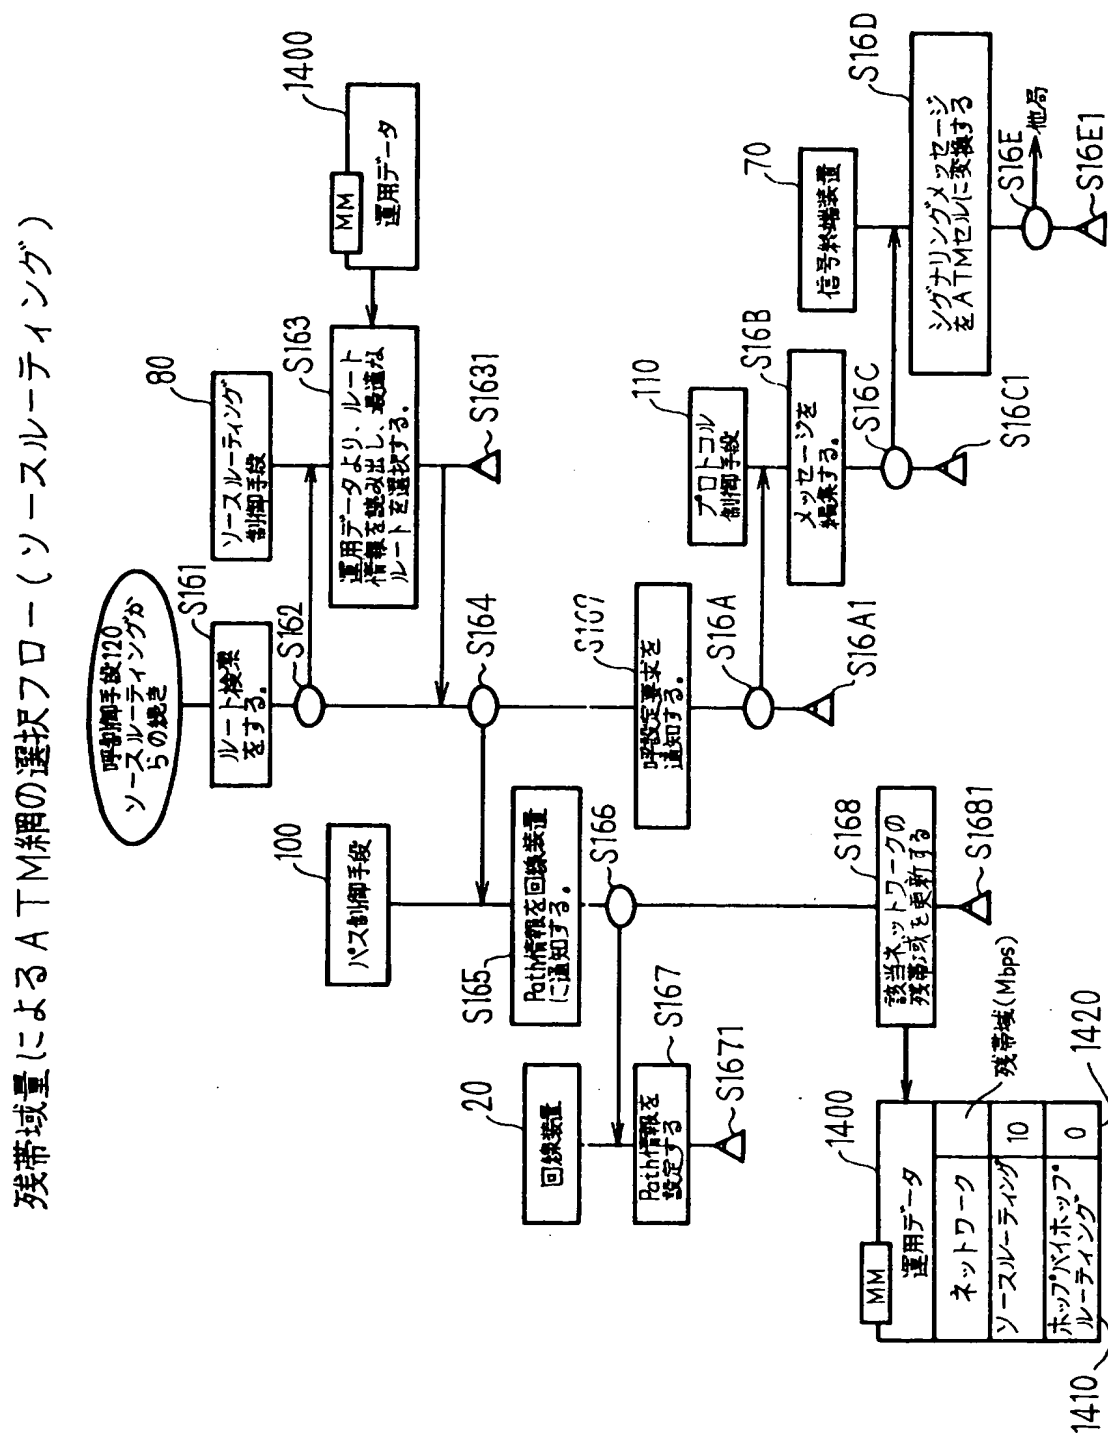 残帯域量によるATM網の選択フロー(ソースルーティング)
呼制御手段120
ソースルーティングか
らの続き
S161
ルート検索
をする。
S162
80
ソースルーティング
制御手段
S163
運用データより、ルート
情報を読み出し、最適な
ルートを選択する。
S1631
1400
MM
運用データ
S164
100
パス制御手段
S165
Path情報を回線装置
に通知する。
S166
20
回線装置
S167
Path情報を
設定する
S1671
S168
該当ネットワークの
残帯域を更新する
S1681
1400
MM
運用データ
ネットワーク
残帯域(Mbps)
ソースルーティング
10
ホップバイホップ
ルーティング
0
1410
1420
S169
呼設定要求を
通知する。
S16A
S16A1
110
プロトコル
制御手段
S16B
メッセージを
編集する。
S16C
S16C1
70
信号終端装置
S16D
シグナリングメッセージ
をATMセルに変換する
S16E
他局
S16E1